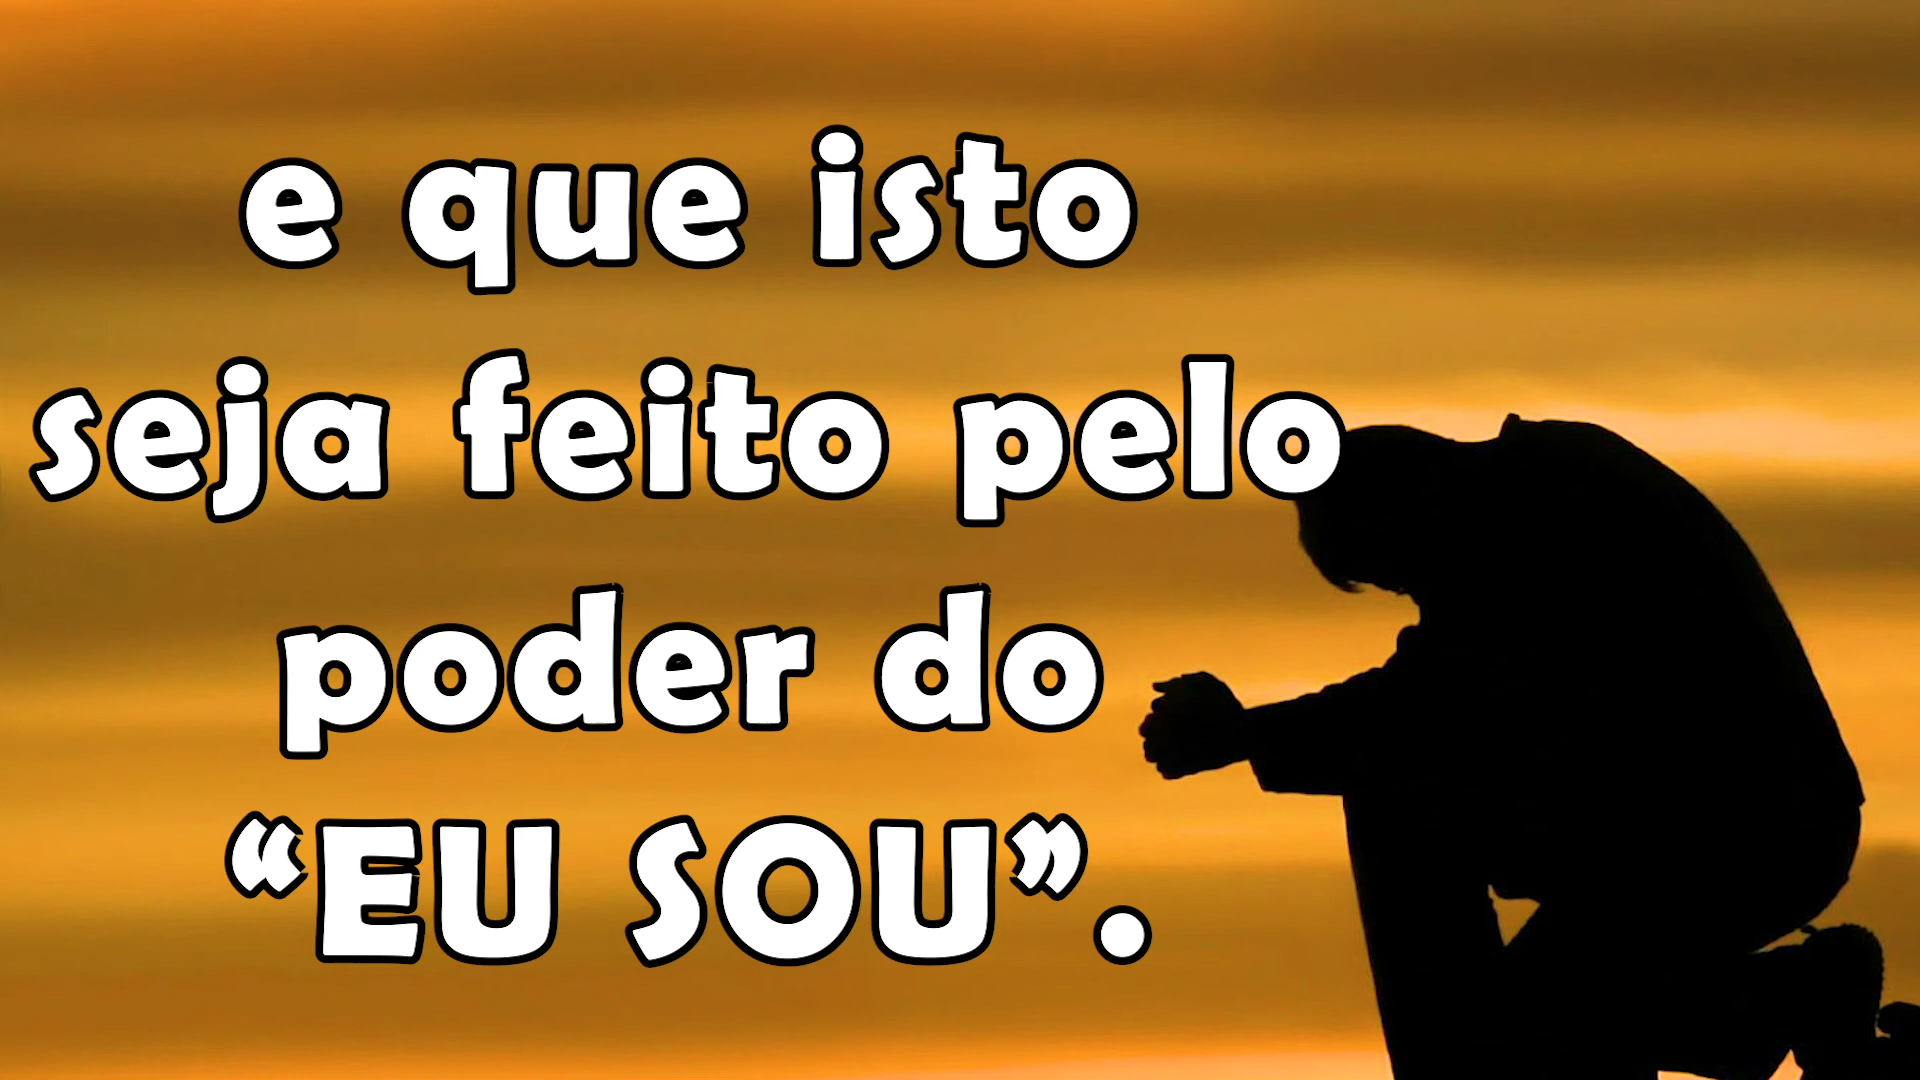 e que isto
seja feito pelo
poder do
“EU SOU”.